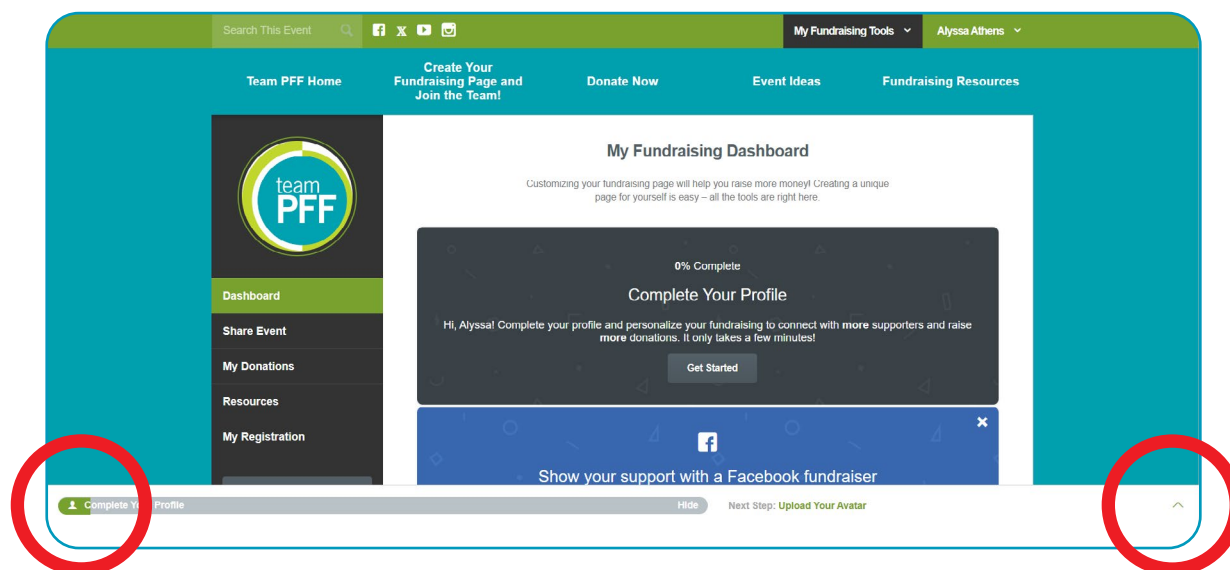 Search This Event
My Fundraising Tools
Alyssa Athens
Team PFF Home
Create Your
Fundraising Page and
Join the Team!
Donate Now
Event Ideas
Fundraising Resources
team
PFF
Dashboard
Share Event
My Donations
Resources
My Registration
My Fundraising Dashboard
Customizing your fundraising page will help you raise more money! Creating a unique
page for yourself is easy – all the tools are right here.
0% Complete
Complete Your Profile
Hi, Alyssa! Complete your profile and personalize your fundraising to connect with more supporters and raise
more donations. It only takes a few minutes!
Get Started
Show your support with a Facebook fundraiser
Complete Your Profile
Hide
Next Step: Upload Your Avatar